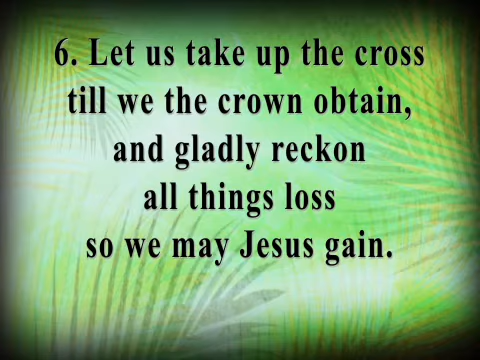 6. Let us take up the cross
till we the crown obtain,
and gladly reckon
all things loss
so we may Jesus gain.